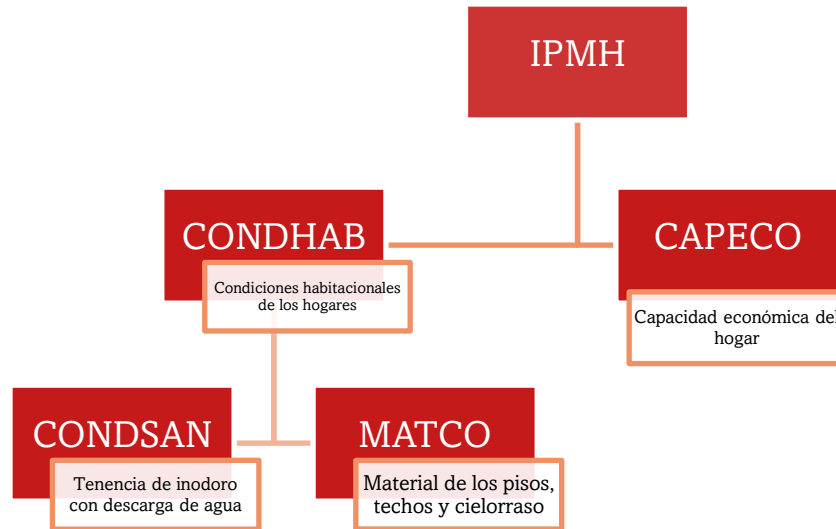 IPMH
CONDHAB
Condiciones habitacionales
de los hogares
CAPECO
Capacidad económica del
hogar
CONDSAN
Tenencia de inodoro
con descarga de agua
MATCO
Material de los pisos,
techos y cielorraso